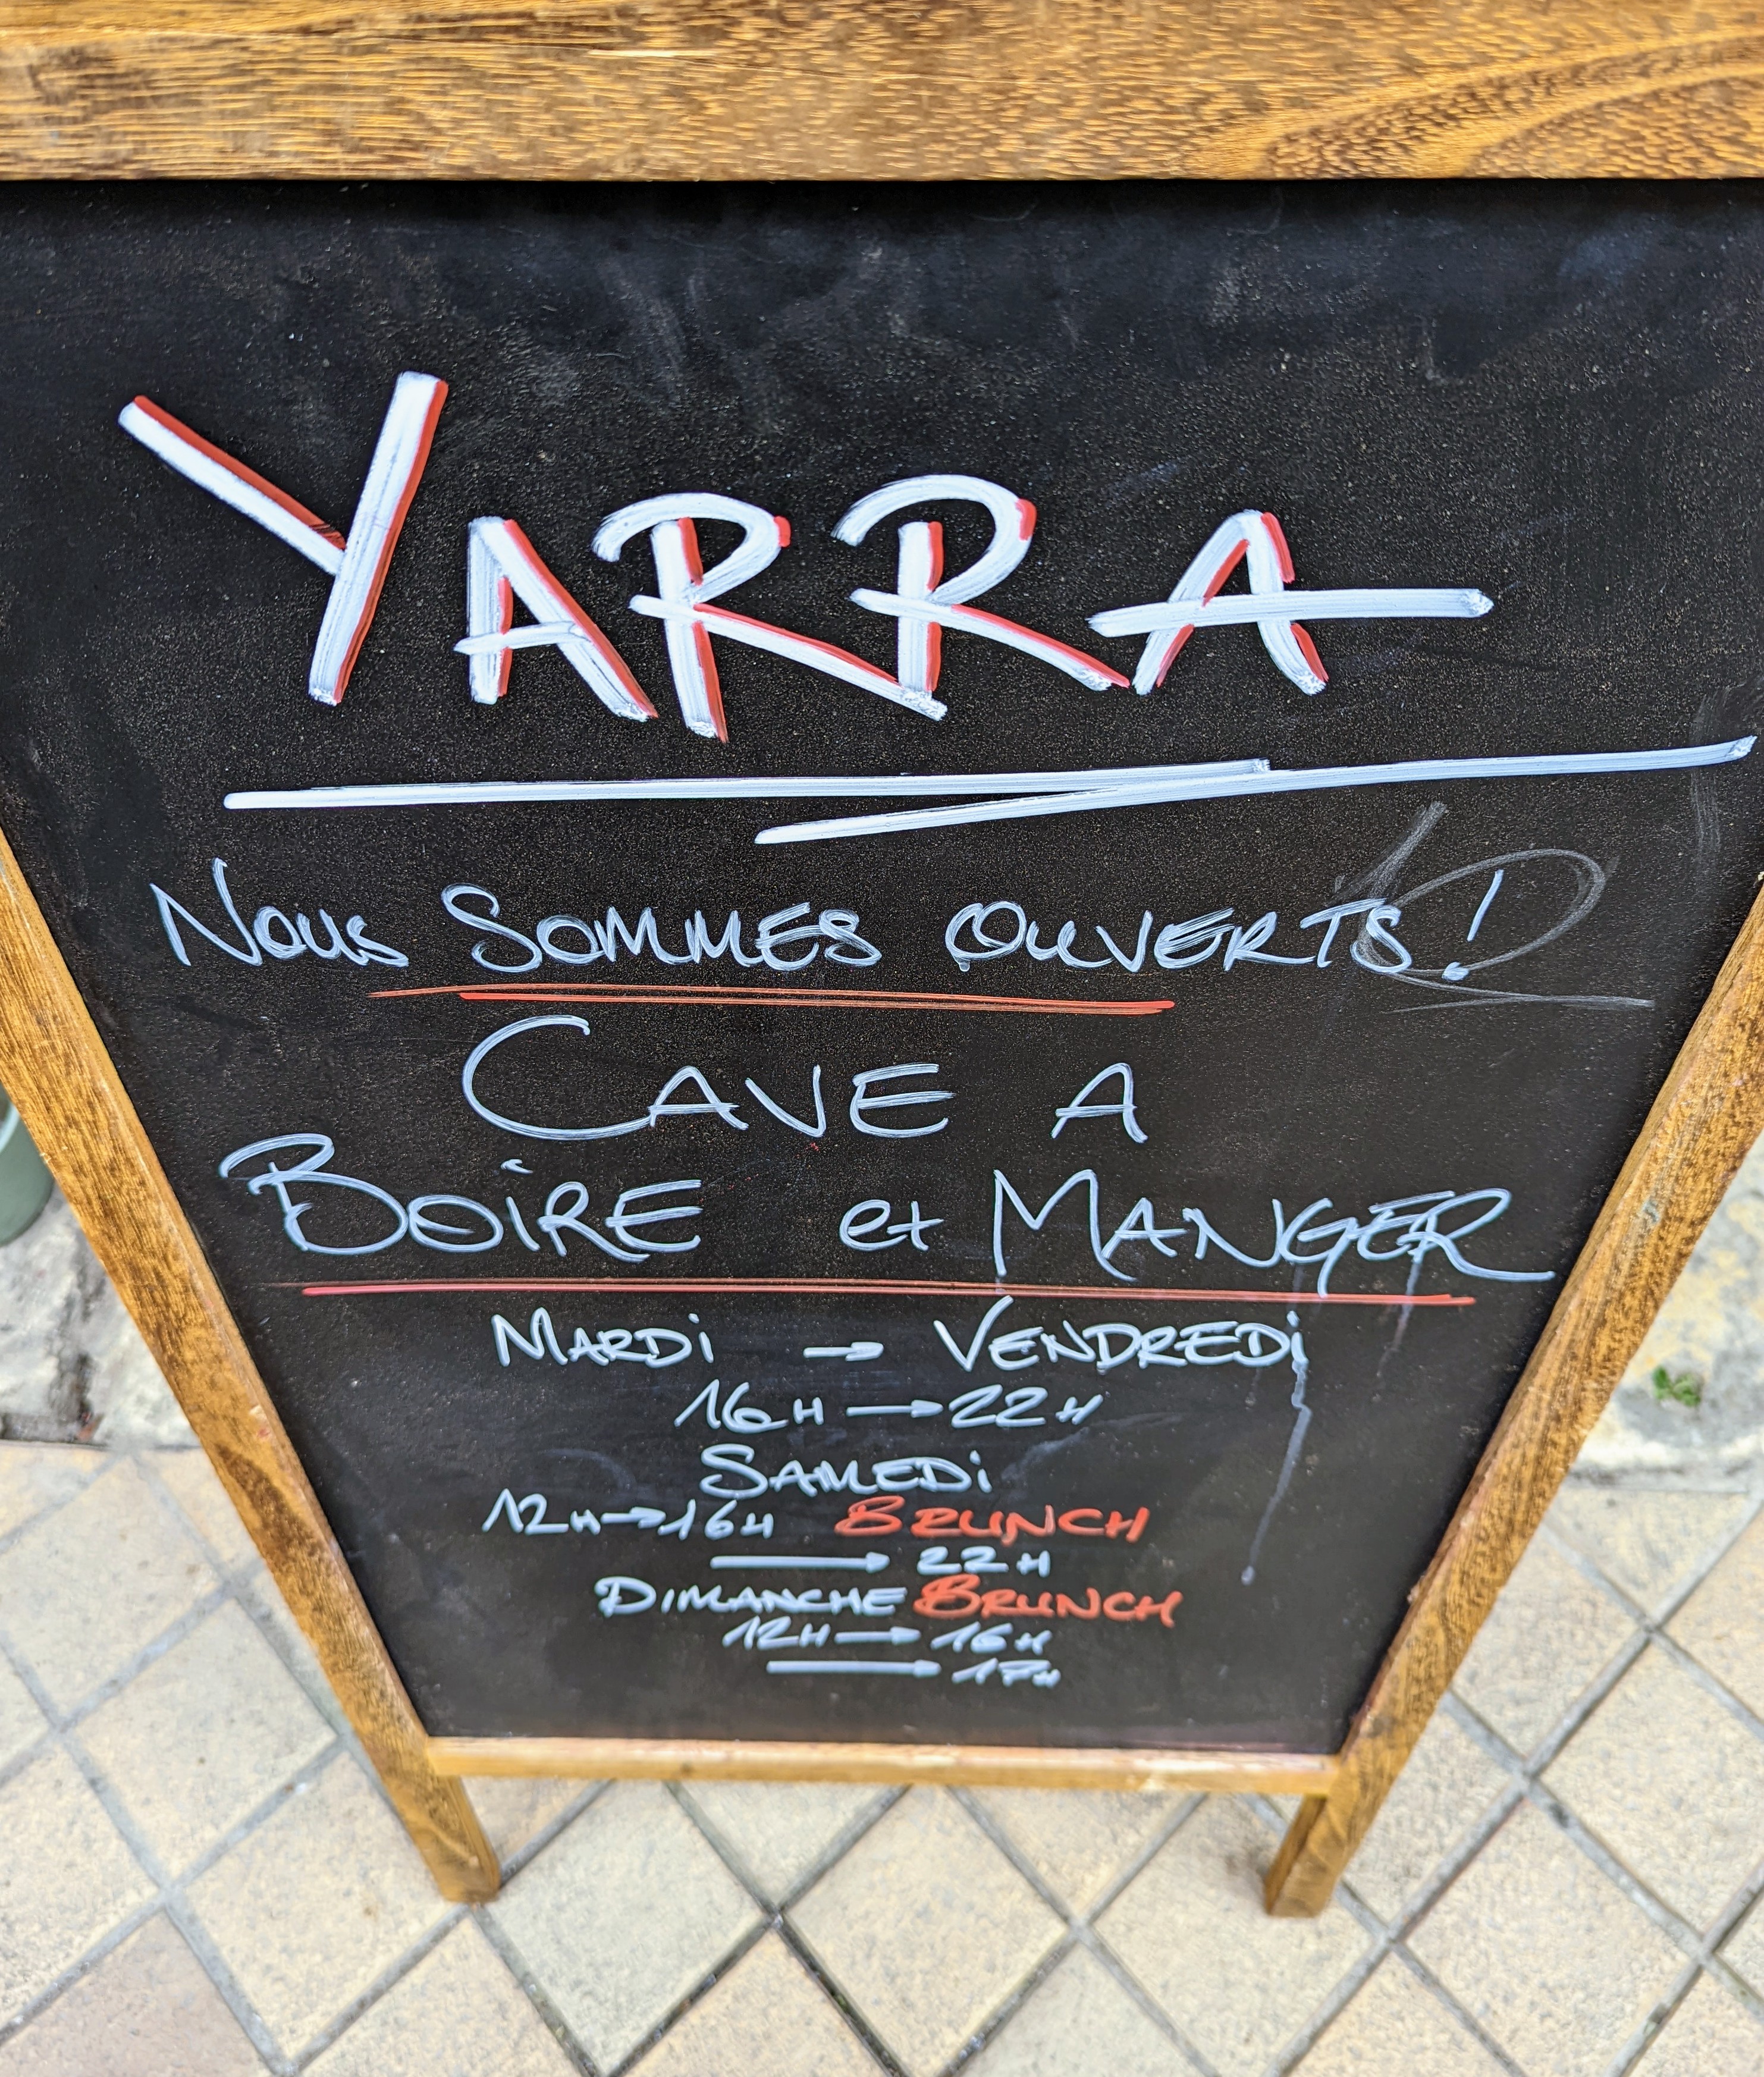 YARRA
Nous SOMMES OUVERTS!
CAVE A
BOIRE et MANGER
MARDi → VENDREDi
16H → 22H
SAMEDi
12H → 16H BRUNCH
→ 22H
DIMANCHE BRUNCH
12H → 16H
→ 17H